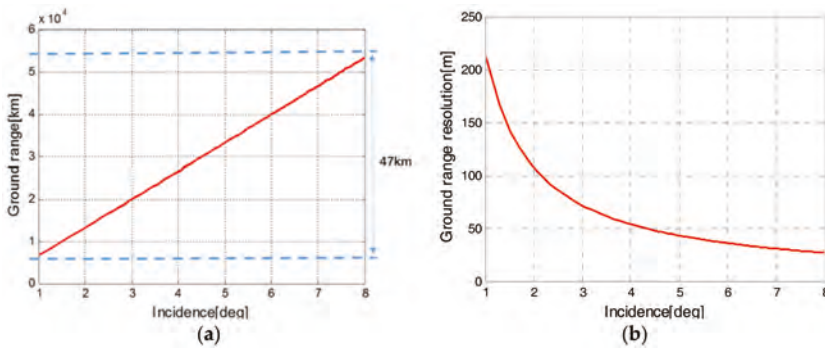 x 10⁴
6
5
4
3
2
1
0
Ground range[km]
47km
1 2 3 4 5 6 7 8
Incidence[deg]
(a)
250
200
150
100
50
0
Ground range resolution[m]
1 2 3 4 5 6 7 8
Incidence[deg]
(b)